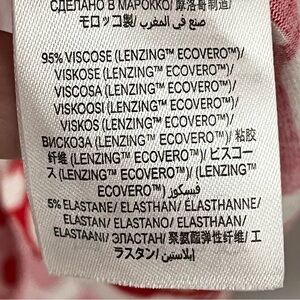 СДЕЛАНО В МАРОККО/ 摩洛哥制造/
モロッコ製/ صنع في المغرب
95% VISCOSE (LENZING™ ECOVERO™)/
VISKOSE (LENZING™ ECOVERO™)/
VISCOSA (LENZING™ ECOVERO™)/
VISKOOSI (LENZING™ ECOVERO™)/
VISKOS (LENZING™ ECOVERO™)/
ВИСКОЗА (LENZING™ ECOVERO™)/ 粘胶
纤维 (LENZING™ ECOVERO™)/ ビスコー
ス (LENZING™ ECOVERO™)/ (LENZING™
ECOVERO™) فيسكوز/
5% ELASTANE/ ELASTHAN/ ÉLASTHANNE/
ELASTAN/ ELASTANO/ ELASTHAAN/
ELASTAANI/ ЭЛАСТАН/ 聚氨酯弹性纤维/ エ
ラスタン/ إيلاستين